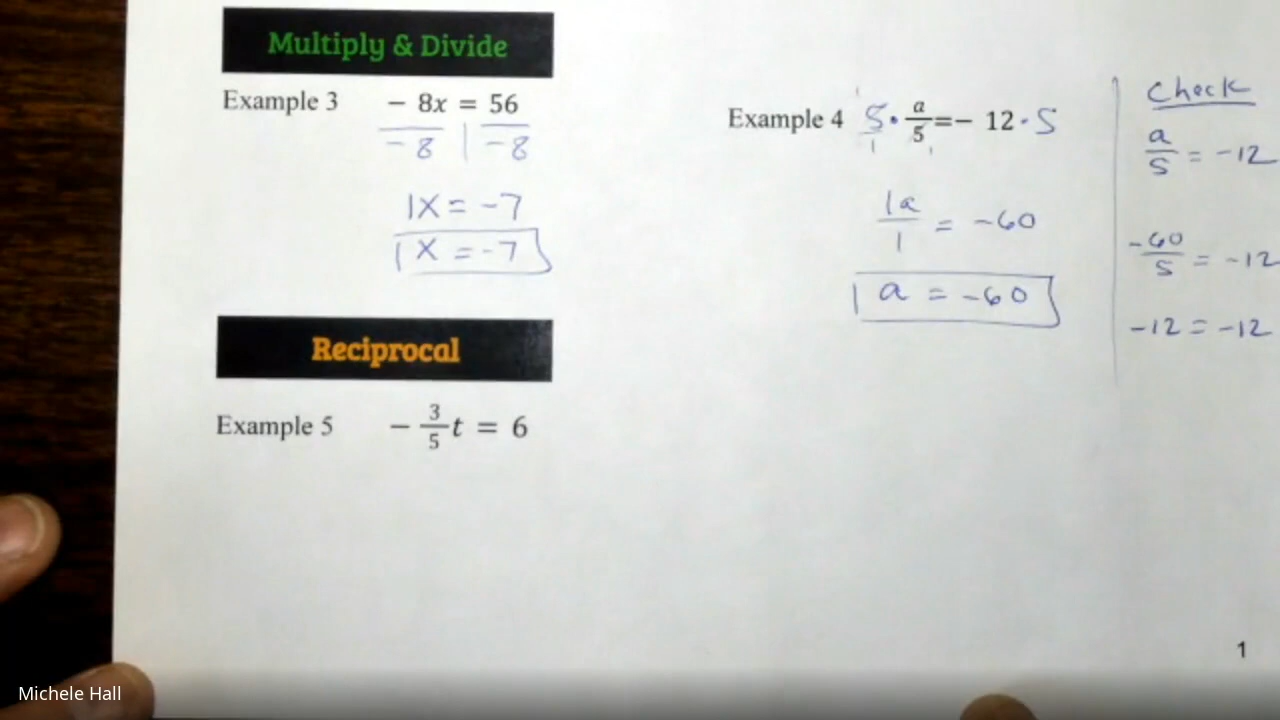 Multiply & Divide
Example 3 − 8x = 56
−8 | −8
1x = −7
x = −7
Example 4 5 · a/5 = − 12 · 5
1 1
1a/1 = −60
a = −60
Check
a/5 = −12
−60/5 = −12
−12 = −12
Reciprocal
Example 5 − 3/5 t = 6
1
Michele Hall